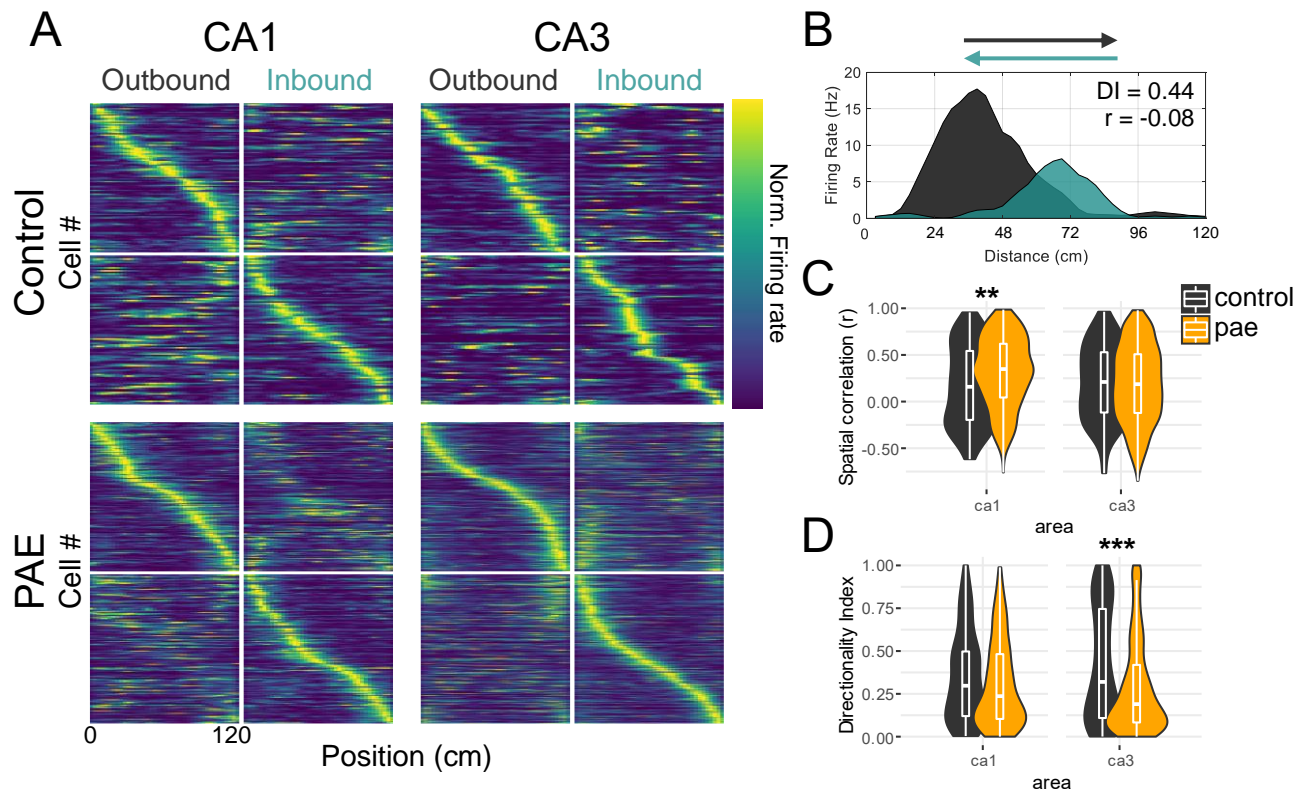 A
CA1
CA3
Outbound
Inbound
Outbound
Inbound
Control
Cell #
PAE
Cell #
0
120
Position (cm)
Norm. Firing rate
B
DI = 0.44
r = -0.08
Firing Rate (Hz)
20
15
10
5
0
0 24 48 72 96 120
Distance (cm)
C
**
control
pae
Spatial correlation (r)
1.00
0.50
0.00
-0.50
ca1
ca3
area
D
***
Directionality Index
1.00
0.75
0.50
0.25
0.00
ca1
ca3
area